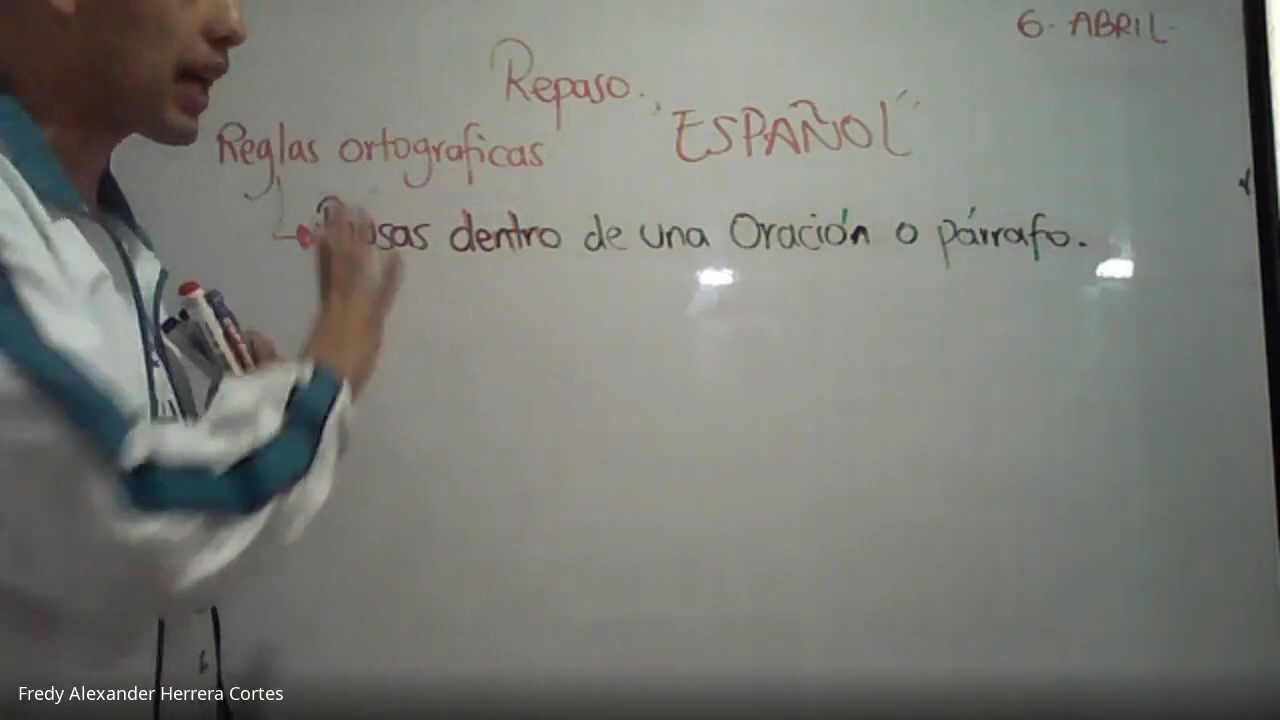 6. ABRIL.
Repaso.
"ESPAÑOL"
Reglas ortograficas
Pausas dentro de una Oración o párrafo.
Fredy Alexander Herrera Cortes